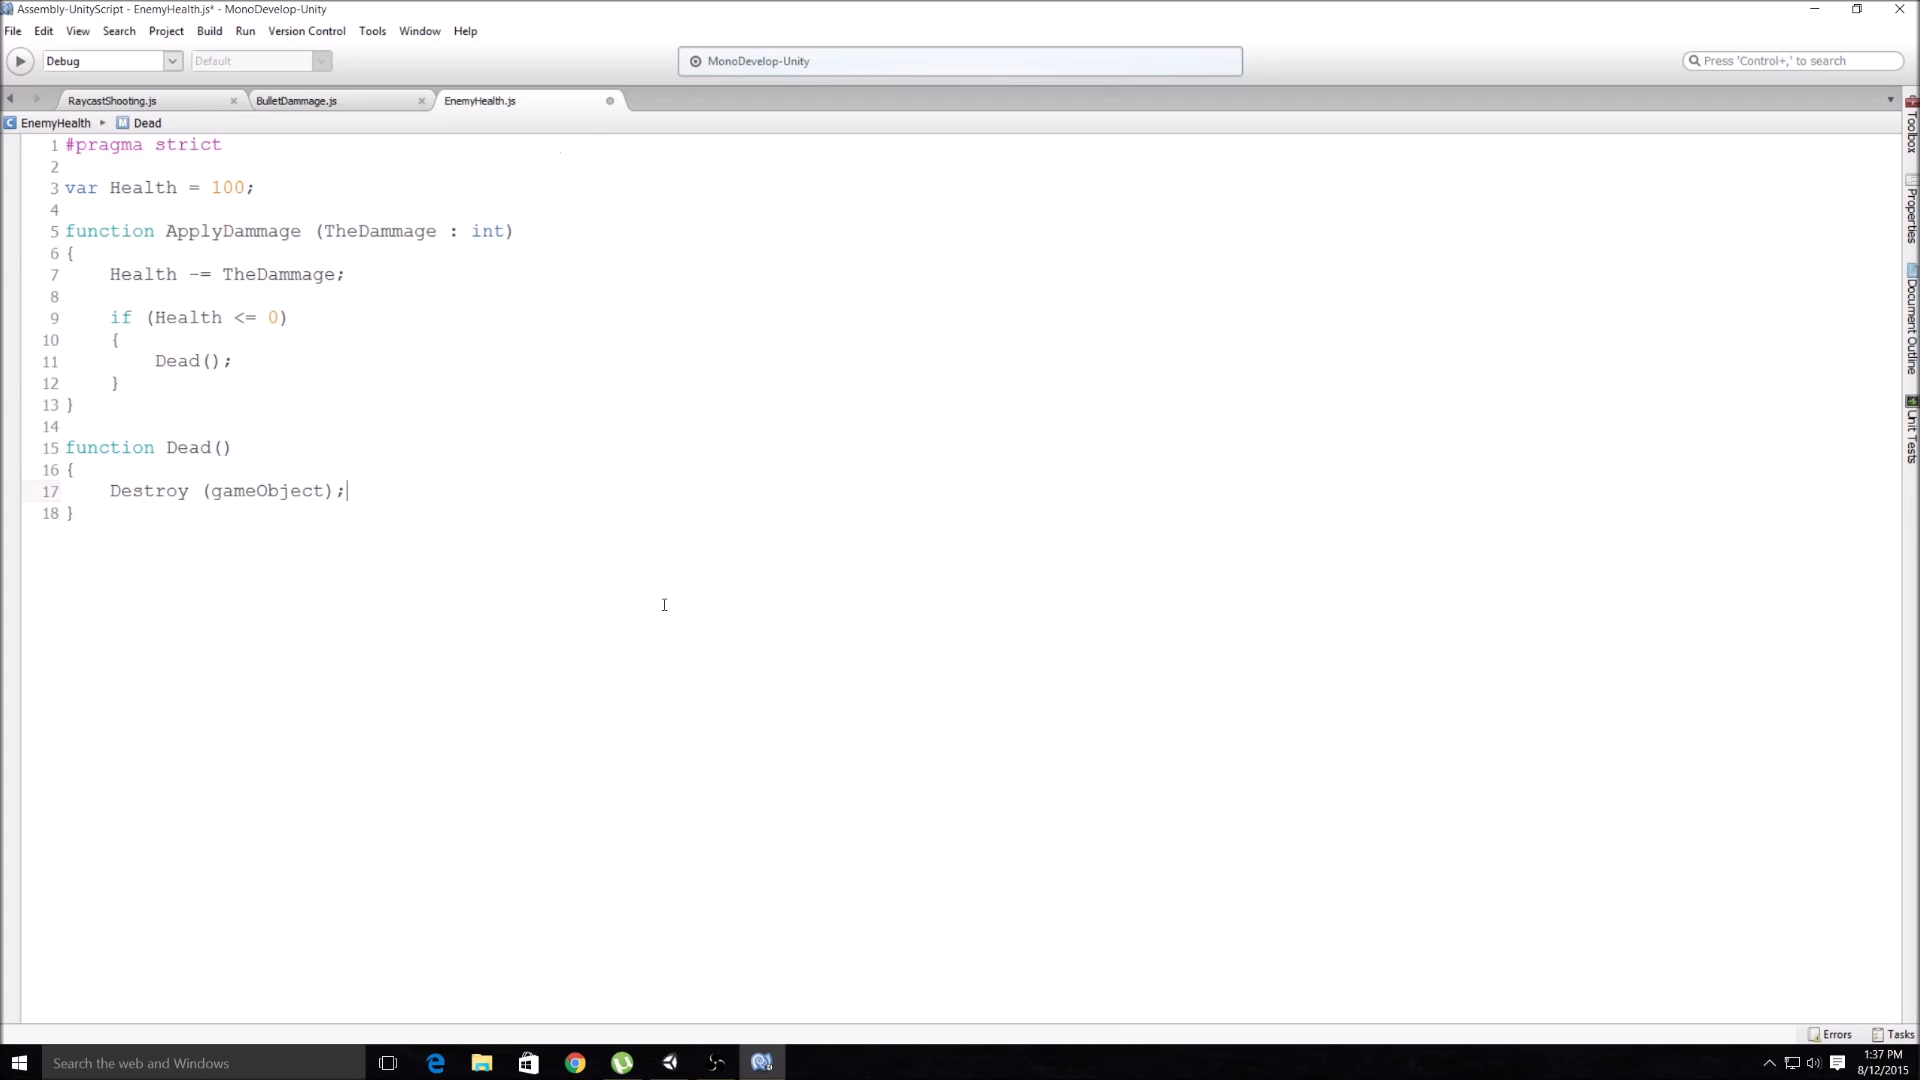 Assembly-UnityScript - EnemyHealth.js* - MonoDevelop-Unity
File Edit View Search Project Build Run Version Control Tools Window Help
Debug Default MonoDevelop-Unity Press 'Control+,' to search
RaycastShooting.js BulletDammage.js EnemyHealth.js
EnemyHealth Dead
1 #pragma strict
2
3 var Health = 100;
4
5 function ApplyDammage (TheDammage : int)
6 {
7 Health -= TheDammage;
8
9 if (Health <= 0)
10 {
11 Dead();
12 }
13 }
14
15 function Dead()
16 {
17 Destroy (gameObject);
18 }
Toolbox
Properties
Document Outline
Unit Tests
Errors Tasks
Search the web and Windows
1:37 PM
8/12/2015